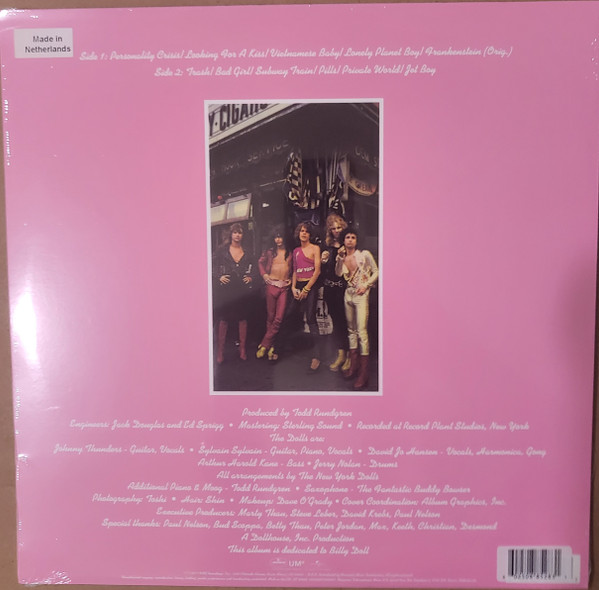 Made in
Netherlands
Side 1: Personality Crisis/ Looking For A Kiss/ Vietnamese Baby/ Lonely Planet Boy/ Frankenstein (Orig.)
Side 2: Trash/ Bad Girl/ Subway Train/ Pills/ Private World/ Jet Boy
Y-CIGAR
SERVICE
Produced by Todd Rundgren
Engineers: Jack Douglas and Ed Sprigg • Mastering: Sterling Sound • Recorded at Record Plant Studios, New York
The Dolls are:
Johnny Thunders - Guitar, Vocals • Sylvain Sylvain - Guitar, Piano, Vocals • David Jo Hansen - Vocals, Harmonica, Gong
Arthur Harold Kane - Bass • Jerry Nolan - Drums
All arrangements by The New York Dolls
Additional Piano & Moog - Todd Rundgren • Saxophone - The Fantastic Buddy Bowser
Photography: Toshi • Hair: Shin • Makeup: Dave O'Grady • Cover Coordination: Album Graphics, Inc.
Executive Producers: Marty Thau, Steve Leber, David Krebs, Paul Nelson
Special thanks: Paul Nelson, Bud Scoppa, Betty Thau, Peter Jordan, Max, Keeth, Christian, Desmond
A Dollhouse, Inc. Production
This album is dedicated to Billy Doll
UMe